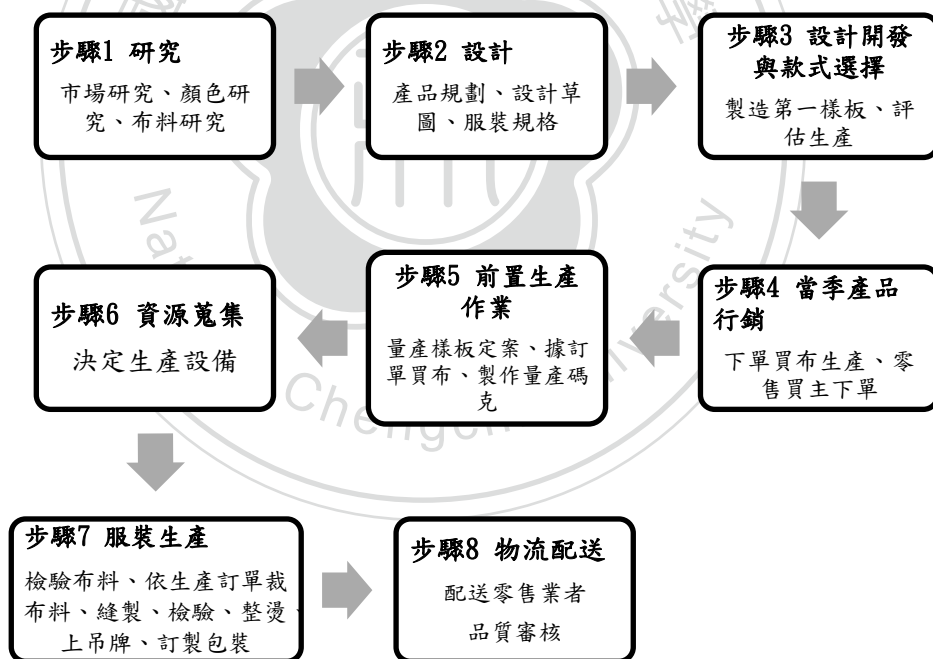 步驟1 研究
市場研究、顏色研
究、布料研究
步驟2 設計
產品規劃、設計草
圖、服裝規格
步驟3 設計開發
與款式選擇
製造第一樣板、評
估生產
步驟4 當季產品
行銷
下單買布生產、零
售買主下單
步驟5 前置生產
作業
量產樣板定案、據訂
單買布、製作量產碼
克
步驟6 資源蒐集
決定生產設備
步驟7 服裝生產
檢驗布料、依生產訂單裁
布料、縫製、檢驗、整燙、
上吊牌、訂製包裝
步驟8 物流配送
配送零售業者
品質審核